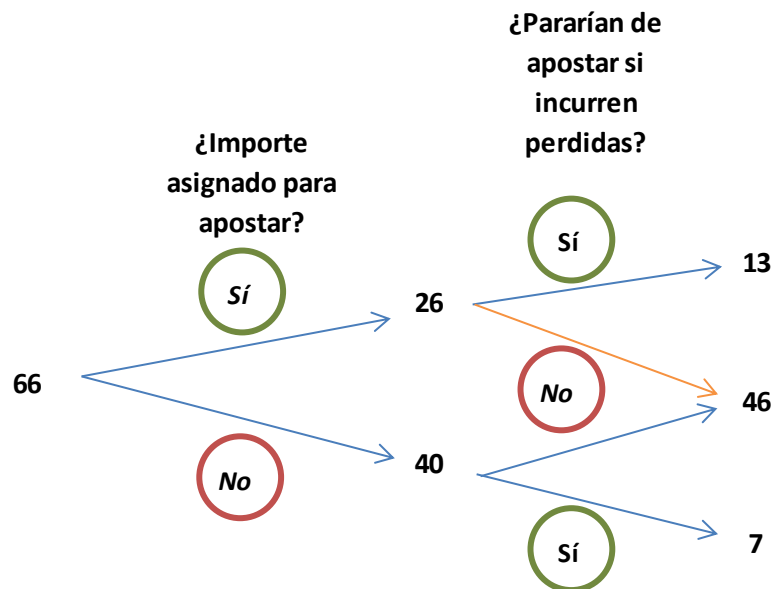 ¿Pararían de
apostar si
incurren
perdidas?
¿Importe
asignado para
apostar?
Sí
13
Sí
26
66
No
46
40
No
7
Sí